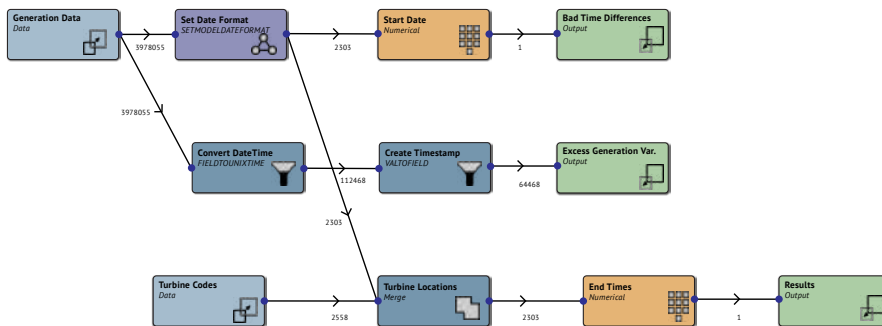 Generation Data
Data
3978055
Set Date Format
SETMODELDATEFORMAT
2303
Start Date
Numerical
1
Bad Time Differences
Output
3978055
Convert DateTime
FIELDTOUNIXTIME
112468
Create Timestamp
VALTOFIELD
64468
Excess Generation Var.
Output
2303
Turbine Codes
Data
2558
Turbine Locations
Merge
2303
End Times
Numerical
1
Results
Output